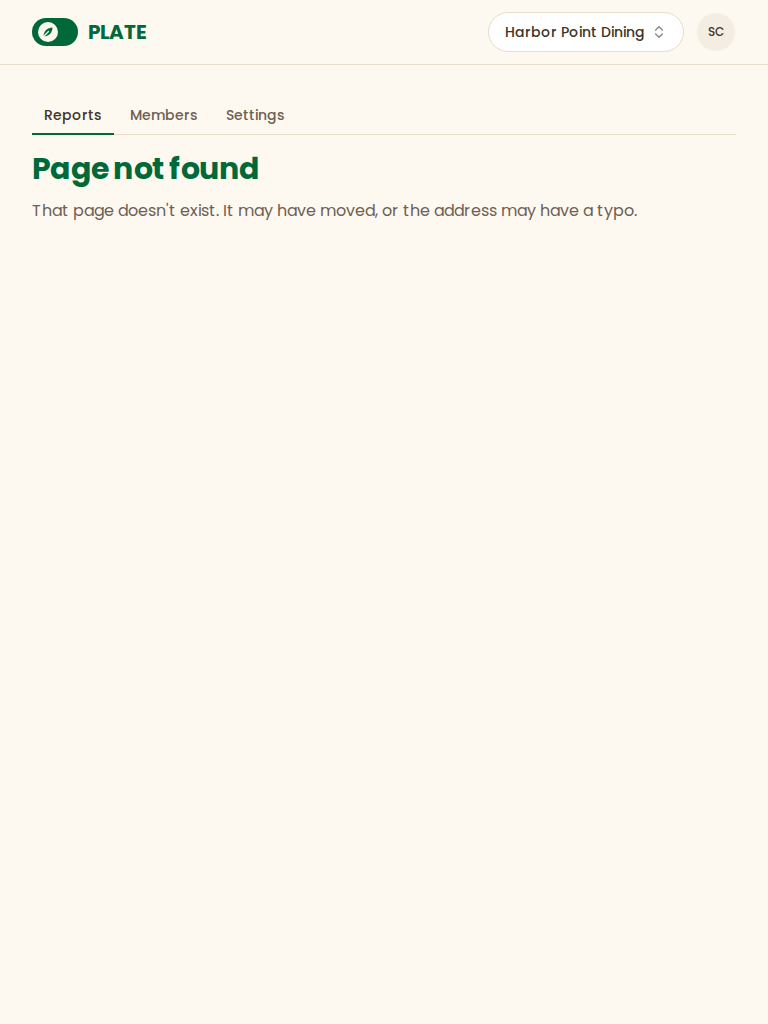 PLATE
Harbor Point Dining
SC
Reports
Members
Settings
Page not found
That page doesn't exist. It may have moved, or the address may have a typo.